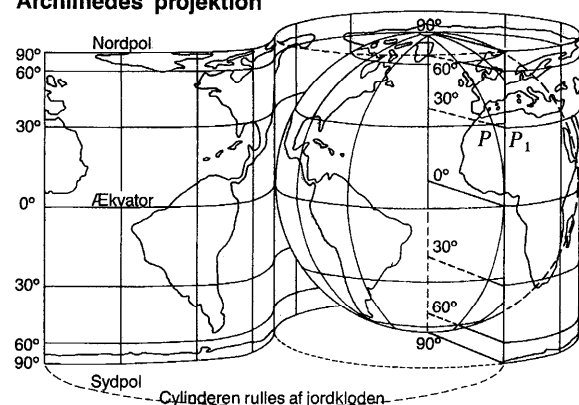 Archimedes' projektion
Nordpol
90°
60°
30°
Ækvator
0°
30°
60°
90°
Sydpol
90°
60°
30°
P P₁
0°
30°
60°
90°
Cylinderen rulles af jordkloden